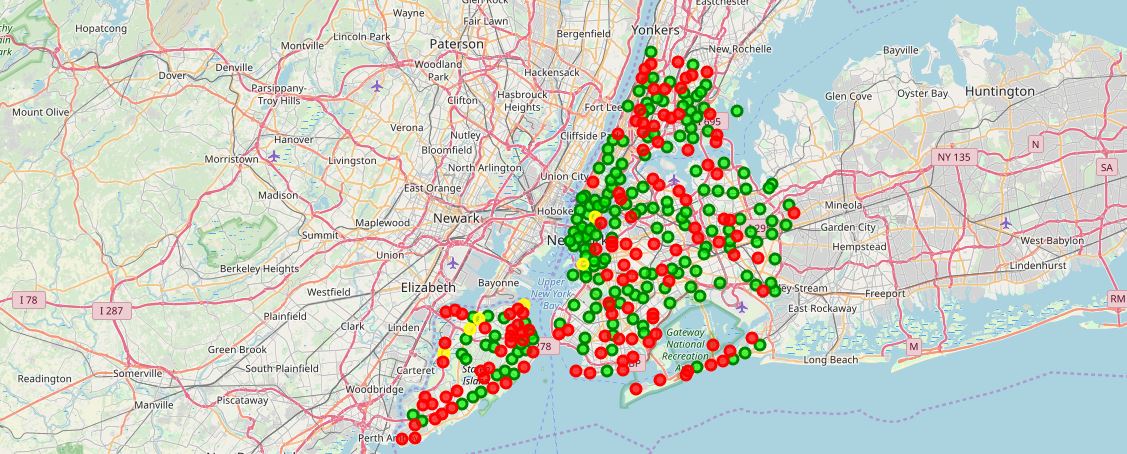 Eastchester
Hopatcong
Wayne
Fair Lawn
Yonkers
Lincoln Park
Bergenfield
Montville
Paterson
New Rochelle
Bayville
Denville
Woodland
Park
Dover
Hackensack
Parsippany-
Troy Hills
Hasbrouck
Heights
Glen Cove
Oyster Bay
Huntington
Clifton
Fort Lee
Mount Olive
Verona
Nutley
Cliffside Park
695
Hanover
Bloomfield
N
Morristown
Livingston
North Arlington
NY 135
SA
Union City
East Orange
Madison
Mineola
Maplewood
Newark
Hoboken
Garden City
Summit
New
West Babylon
Hempstead
Union
Berkeley Heights
Lindenhurst
Elizabeth
Bayonne
Upper
New York
Bay
Valley Stream
Freeport
Westfield
I 78
RM
I 287
East Rockaway
Plainfield
Clark
Linden
Gateway
National
Recreation
Green Brook
278
M
Long Beach
Carteret
South Plainfield
Somerville
Readington
Staten
Island
Woodbridge
Piscataway
Manville
Perth Amboy